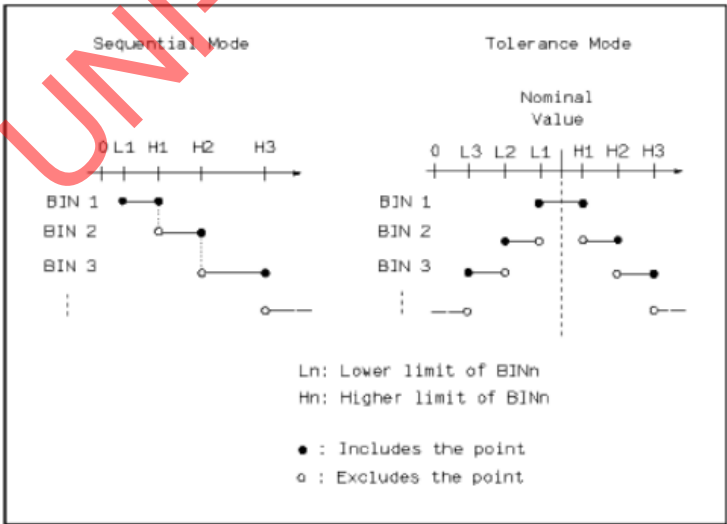 Sequential Mode
Tolerance Mode
Nominal
Value
0 L1 H1 H2 H3
0 L3 L2 L1 H1 H2 H3
BIN 1
BIN 1
BIN 2
BIN 2
BIN 3
BIN 3
Ln: Lower limit of BINn
Hn: Higher limit of BINn
● : Includes the point
○ : Excludes the point
UNI